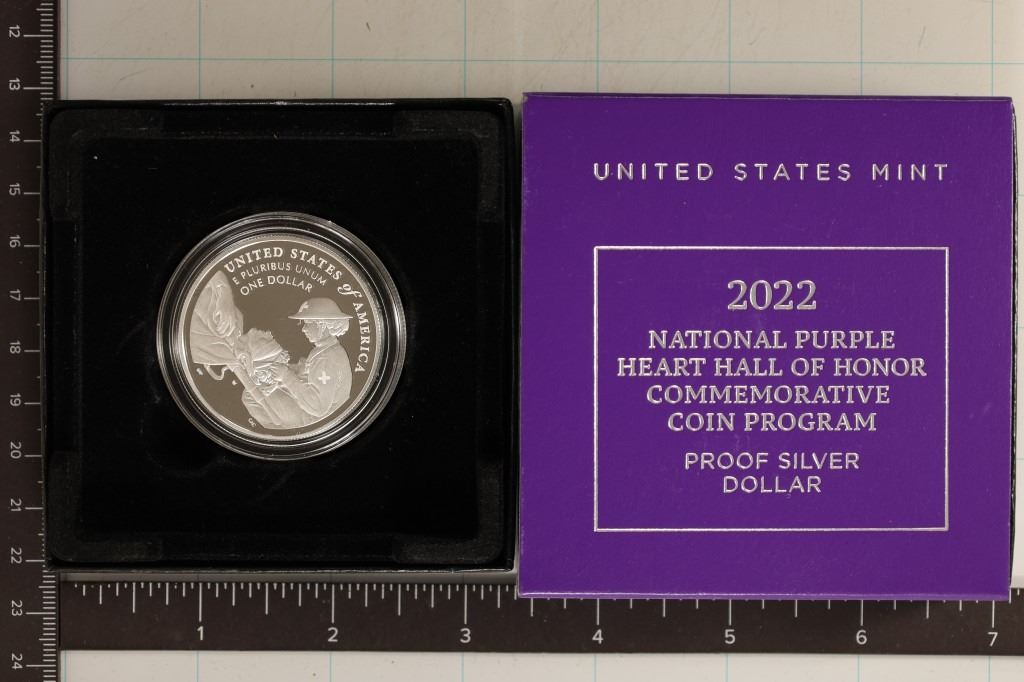 UNITED STATES of AMERICA
E PLURIBUS UNUM
ONE DOLLAR
UNITED STATES MINT
2022
NATIONAL PURPLE
HEART HALL OF HONOR
COMMEMORATIVE
COIN PROGRAM
PROOF SILVER
DOLLAR
12
13
14
15
16
17
18
19
20
21
22
23
24
1 2 3 4 5 6 7